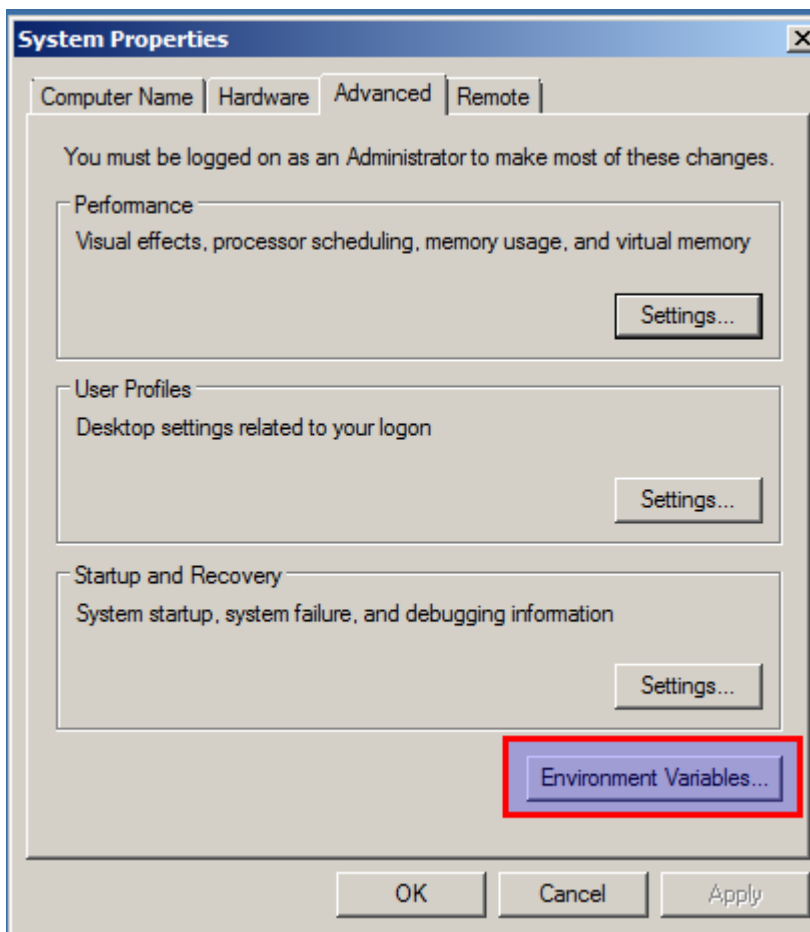 System Properties
Computer Name Hardware Advanced Remote
You must be logged on as an Administrator to make most of these changes.
Performance
Visual effects, processor scheduling, memory usage, and virtual memory
Settings...
User Profiles
Desktop settings related to your logon
Settings...
Startup and Recovery
System startup, system failure, and debugging information
Settings...
Environment Variables...
OK Cancel Apply